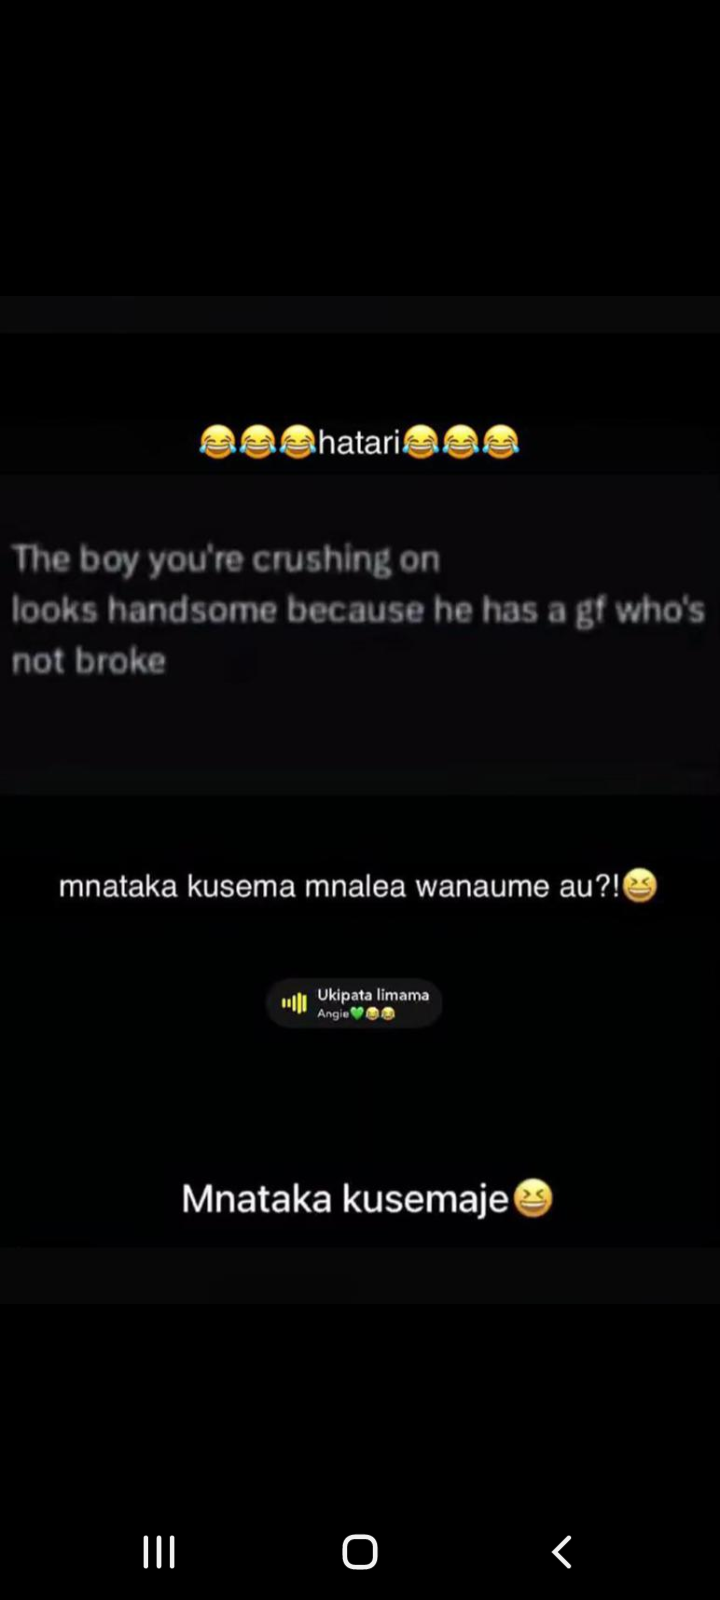 😂😂😂hatari😂😂😂
The boy you're crushing on
looks handsome because he has a gf who's
not broke
mnataka kusema mnalea wanaume au?!😆
Ukipata limama
Angie💚😂😂
Mnataka kusemaje😆